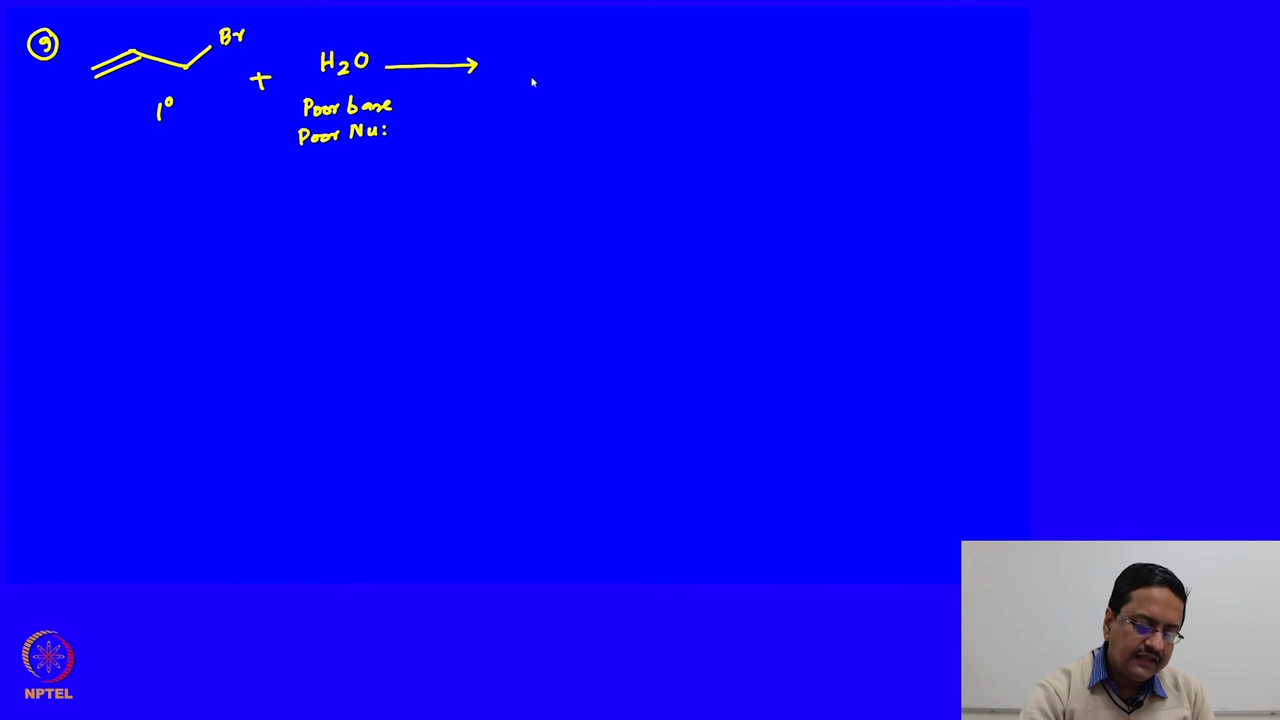 9 Br
+ H2O ⟶
1°
Poor base
Poor Nu:
NPTEL